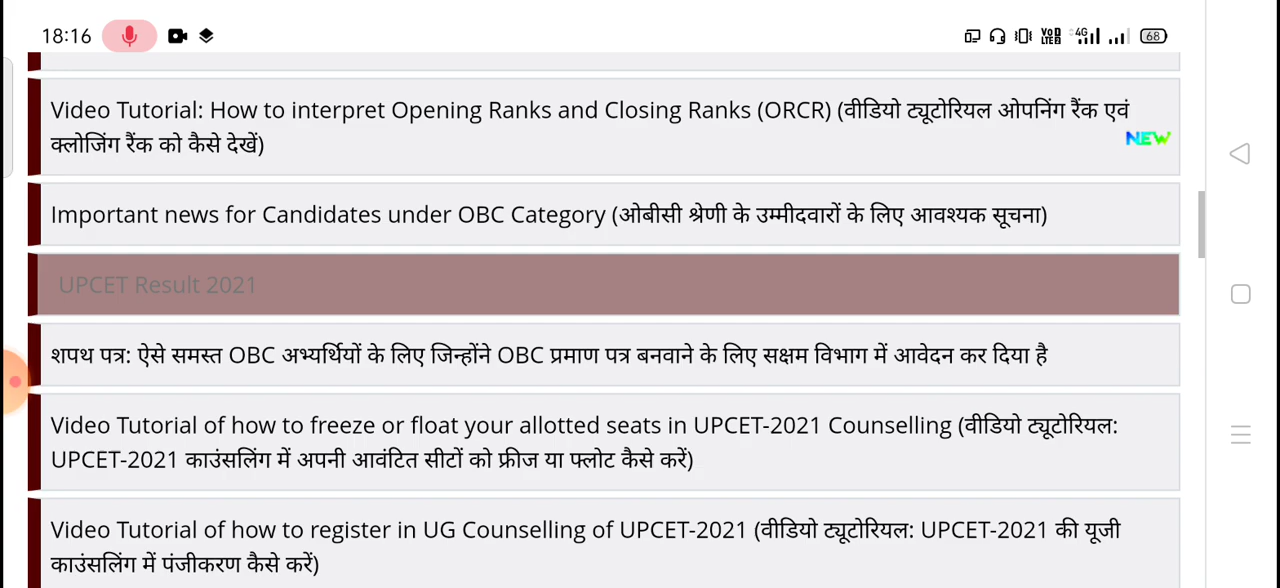 18:16
VoD LTE2 4G 68
Video Tutorial: How to interpret Opening Ranks and Closing Ranks (ORCR) (वीडियो ट्यूटोरियल ओपनिंग रैंक एवं
क्लोजिंग रैंक को कैसे देखें)
NEW
Important news for Candidates under OBC Category (ओबीसी श्रेणी के उम्मीदवारों के लिए आवश्यक सूचना)
UPCET Result 2021
शपथ पत्र: ऐसे समस्त OBC अभ्यर्थियों के लिए जिन्होंने OBC प्रमाण पत्र बनवाने के लिए सक्षम विभाग में आवेदन कर दिया है
Video Tutorial of how to freeze or float your allotted seats in UPCET-2021 Counselling (वीडियो ट्यूटोरियल:
UPCET-2021 काउंसलिंग में अपनी आवंटित सीटों को फ्रीज या फ्लोट कैसे करें)
Video Tutorial of how to register in UG Counselling of UPCET-2021 (वीडियो ट्यूटोरियल: UPCET-2021 की यूजी
काउंसलिंग में पंजीकरण कैसे करें)